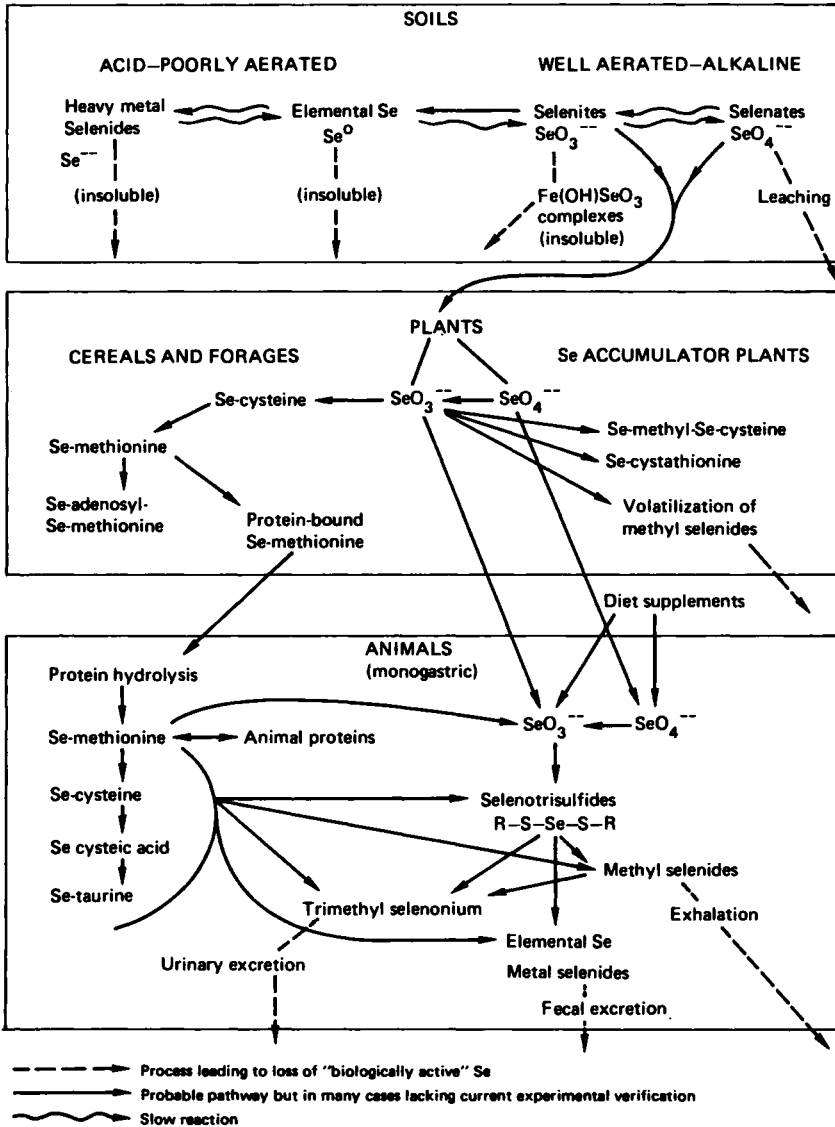 SOILS
ACID–POORLY AERATED
WELL AERATED–ALKALINE
Heavy metal
Selenides
Se−−
(insoluble)
Elemental Se
Se⁰
(insoluble)
Selenites
SeO₃−−
Fe(OH)SeO₃
complexes
(insoluble)
Selenates
SeO₄−−
Leaching
PLANTS
CEREALS AND FORAGES
Se ACCUMULATOR PLANTS
Se-cysteine
SeO₃−−
SeO₄−−
Se-methionine
Se-methyl-Se-cysteine
Se-cystathionine
Se-adenosyl-
Se-methionine
Protein-bound
Se-methionine
Volatilization of
methyl selenides
Diet supplements
ANIMALS
(monogastric)
Protein hydrolysis
Se-methionine
Animal proteins
SeO₃−−
SeO₄−−
Se-cysteine
Selenotrisulfides
R–S–Se–S–R
Se cysteic acid
Se-taurine
Methyl selenides
Trimethyl selenonium
Exhalation
Elemental Se
Urinary excretion
Metal selenides
Fecal excretion
Process leading to loss of "biologically active" Se
Probable pathway but in many cases lacking current experimental verification
Slow reaction